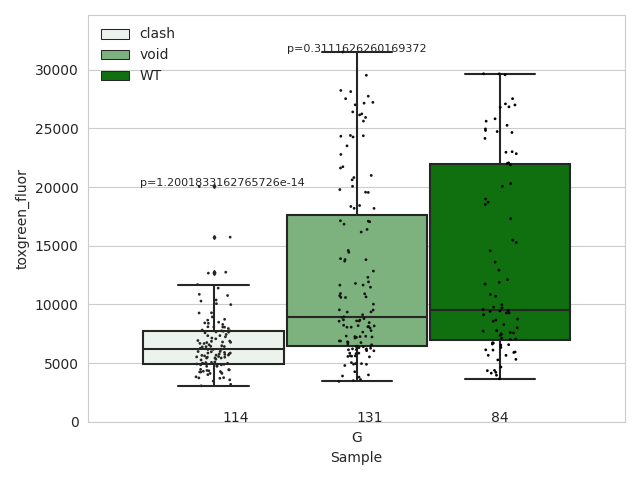 clash
void
WT
p=0.3111626260169372
p=1.2001833162765726e-14
30000
25000
20000
15000
10000
5000
0
toxgreen_fluor
114 131 84
G
Sample